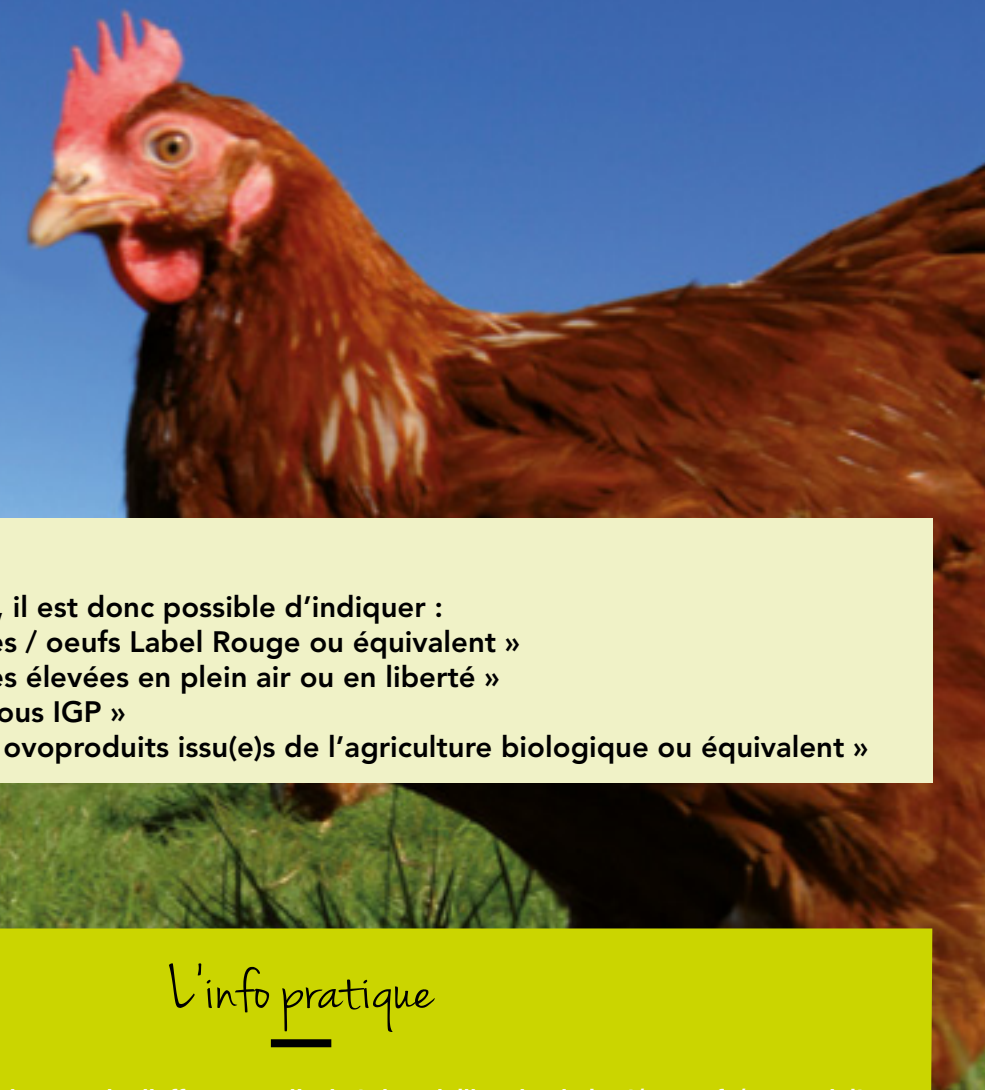 , il est donc possible d’indiquer :
es / oeufs Label Rouge ou équivalent »
es élevées en plein air ou en liberté »
ous IGP »
ovoproduits issu(e)s de l’agriculture biologique ou équivalent »
L’info pratique